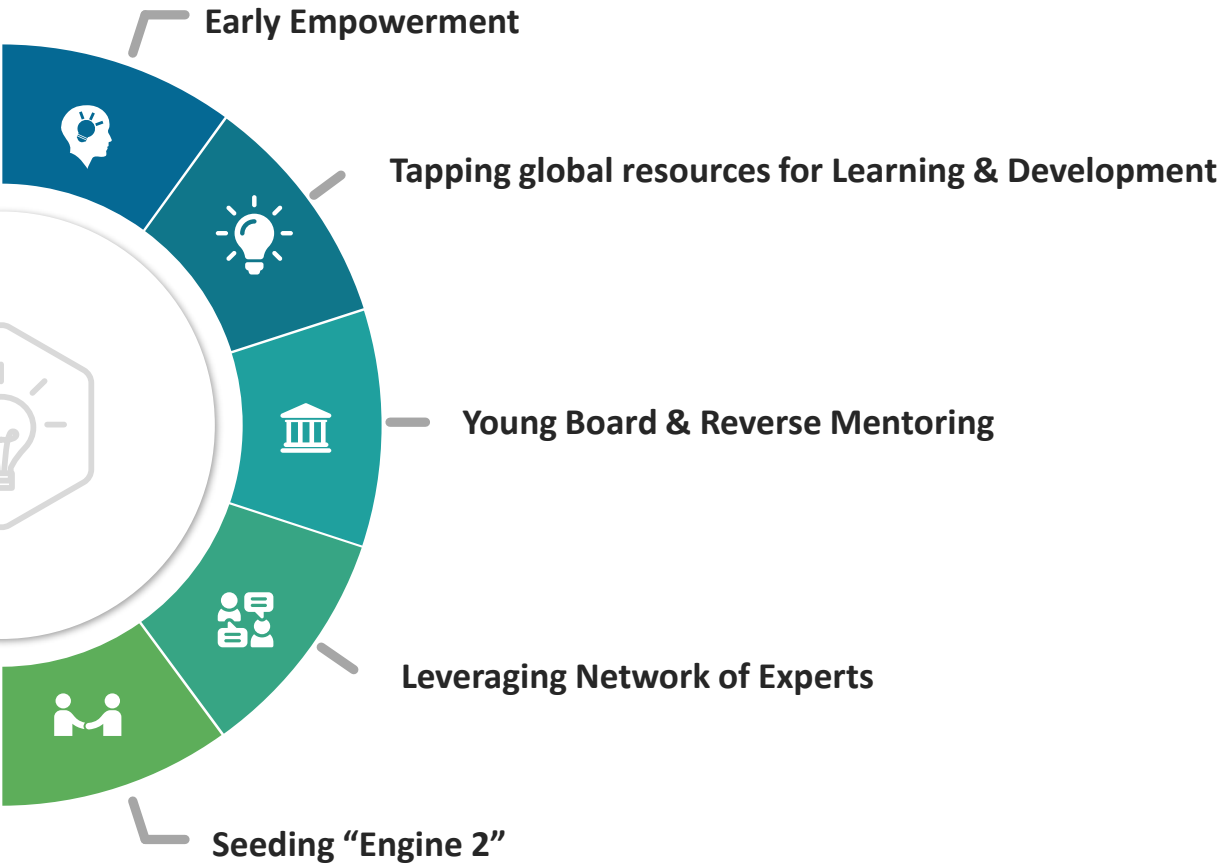 Early Empowerment
Tapping global resources for Learning & Development
Young Board & Reverse Mentoring
Leveraging Network of Experts
Seeding “Engine 2”